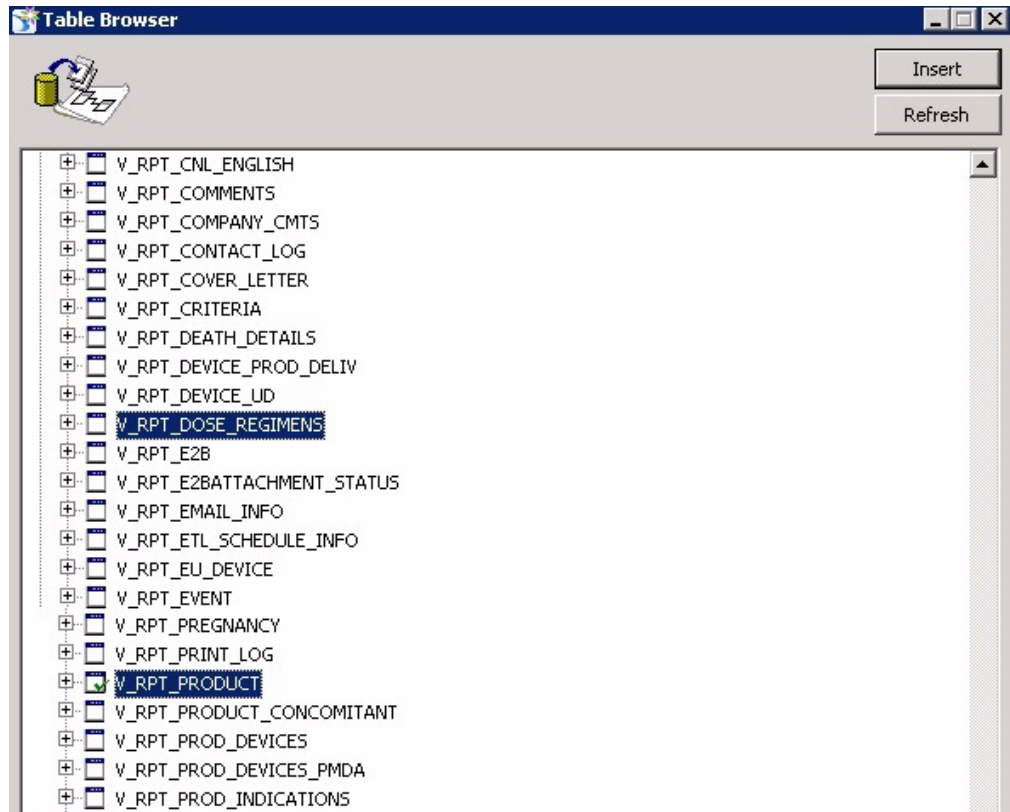 Table Browser
Insert
Refresh
V_RPT_CNL_ENGLISH
V_RPT_COMMENTS
V_RPT_COMPANY_CMTS
V_RPT_CONTACT_LOG
V_RPT_COVER_LETTER
V_RPT_CRITERIA
V_RPT_DEATH_DETAILS
V_RPT_DEVICE_PROD_DELIV
V_RPT_DEVICE_UD
V_RPT_DOSE_REGIMENS
V_RPT_E2B
V_RPT_E2BATTACHMENT_STATUS
V_RPT_EMAIL_INFO
V_RPT_ETL_SCHEDULE_INFO
V_RPT_EU_DEVICE
V_RPT_EVENT
V_RPT_PREGNANCY
V_RPT_PRINT_LOG
V_RPT_PRODUCT
V_RPT_PRODUCT_CONCOMITANT
V_RPT_PROD_DEVICES
V_RPT_PROD_DEVICES_PMDA
V_RPT_PROD_INDICATIONS